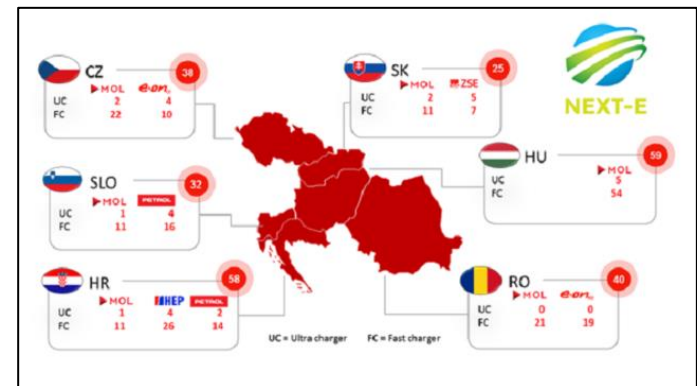 CZ
38
MOL
e·on
UC
2
4
FC
22
10
SK
25
MOL
ZSE
UC
2
5
FC
11
7
NEXT-E
SLO
32
MOL
PETROL
UC
1
4
FC
11
16
HU
59
MOL
UC
5
FC
54
HR
58
MOL
HEP
PETROL
UC
1
4
2
FC
11
26
14
RO
40
MOL
e·on
UC
0
0
FC
21
19
UC = Ultra charger
FC = Fast charger